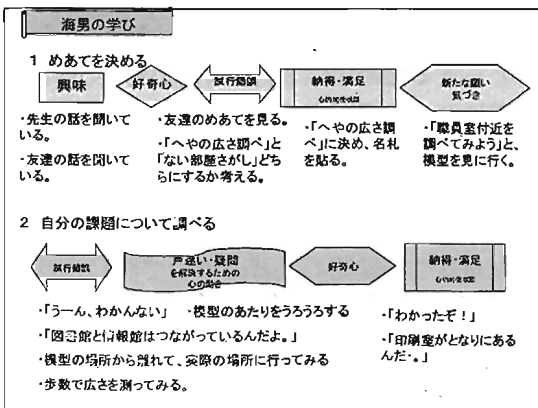 海男の学び
1 めあてを決める
興味
好奇心
試行錯誤
納得・満足
新たな願い
気づき
・先生の話を聞いて
いる。
・友達の話を聞いて
いる。
・友達のめあてを見る。
・「へやの広さ調べ」と
「ない部屋さがし」どち
らにするか考える。
・「へやの広さ調
べ」に決め、名札
を貼る。
・「職員室付近を
調べてみよう」と、
模型を見に行く。
2 自分の課題について調べる
試行錯誤
戸迷い・疑問
を解決するための
心の動き
好奇心
納得・満足
・「うーん、わかんない」 ・模型のあたりをうろうろする
・「図書館と情報館はつながっているんだよ。」
・模型の場所から離れて、実際の場所に行ってみる
・歩数で広さを測ってみる。
・「わかったぞ!」
・「印刷室がとなりにある
んだ・。」